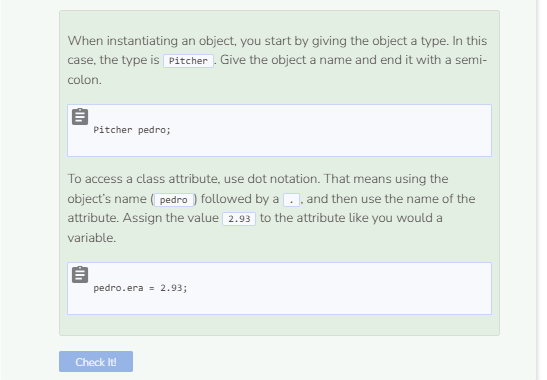 When instantiating an object, you start by giving the object a type. In this
case, the type is Pitcher . Give the object a name and end it with a semi-
colon.
Pitcher pedro;
To access a class attribute, use dot notation. That means using the
object's name ( pedro ) followed by a . , and then use the name of the
attribute. Assign the value 2.93 to the attribute like you would a
variable.
pedro.era = 2.93;
Check It!